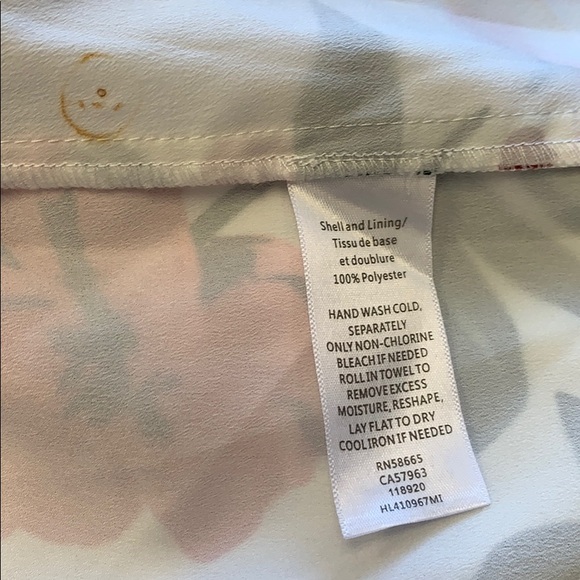 Shell and Lining/
Tissu de base
et doublure
100% Polyester
HAND WASH COLD,
SEPARATELY
ONLY NON-CHLORINE
BLEACH IF NEEDED
ROLL IN TOWEL TO
REMOVE EXCESS
MOISTURE, RESHAPE,
LAY FLAT TO DRY
COOL IRON IF NEEDED
RN58665
CA57963
118920
HL410967MI